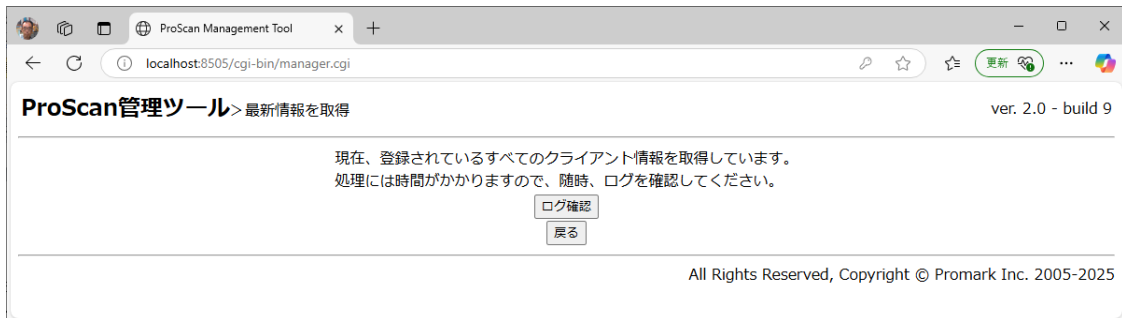 ProScan Management Tool
localhost:8505/cgi-bin/manager.cgi
更新
ProScan管理ツール>最新情報を取得
ver. 2.0 - build 9
現在、登録されているすべてのクライアント情報を取得しています。
処理には時間がかかりますので、随時、ログを確認してください。
ログ確認
戻る
All Rights Reserved, Copyright © Promark Inc. 2005-2025